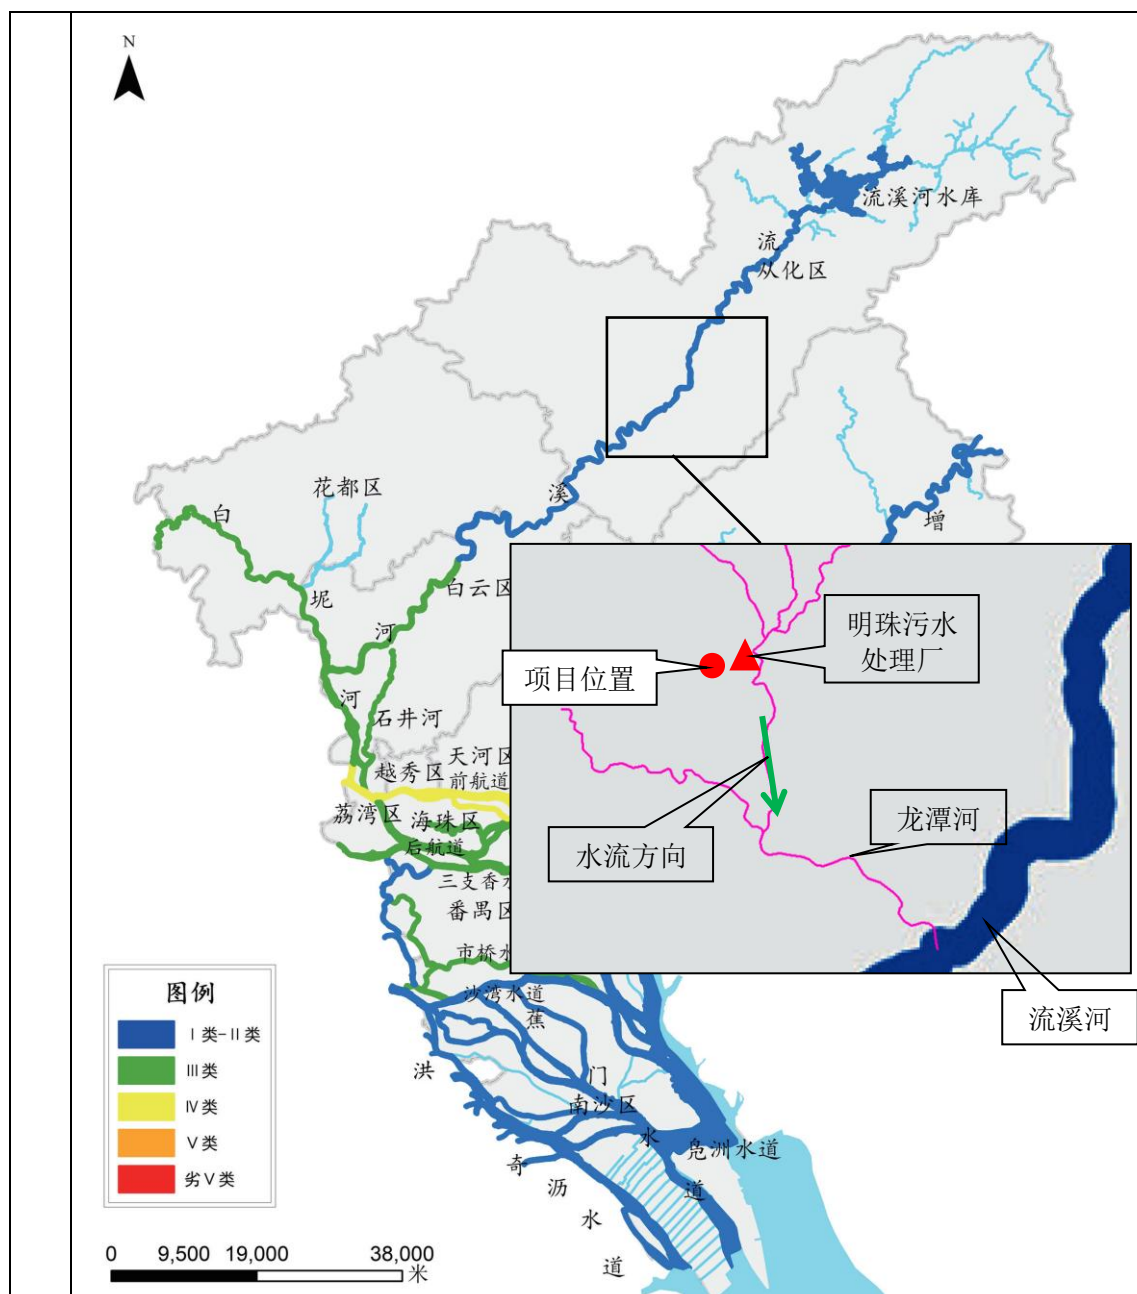 N
流溪河水库
流
从化区
溪
花都区
白
增
坭
白云区
河
明珠污水
处理厂
项目位置
河
石井河
天河区
越秀区
前航道
荔湾区
海珠区
后航道
龙潭河
水流方向
三支香水
番禺区
市桥水
沙湾水道
蕉
流溪河
图例
Ⅰ类-Ⅱ类
Ⅲ类
Ⅳ类
Ⅴ类
劣Ⅴ类
洪
门
南沙区
水
凫洲水道
奇
沥
道
水
道
0 9,500 19,000 38,000
米